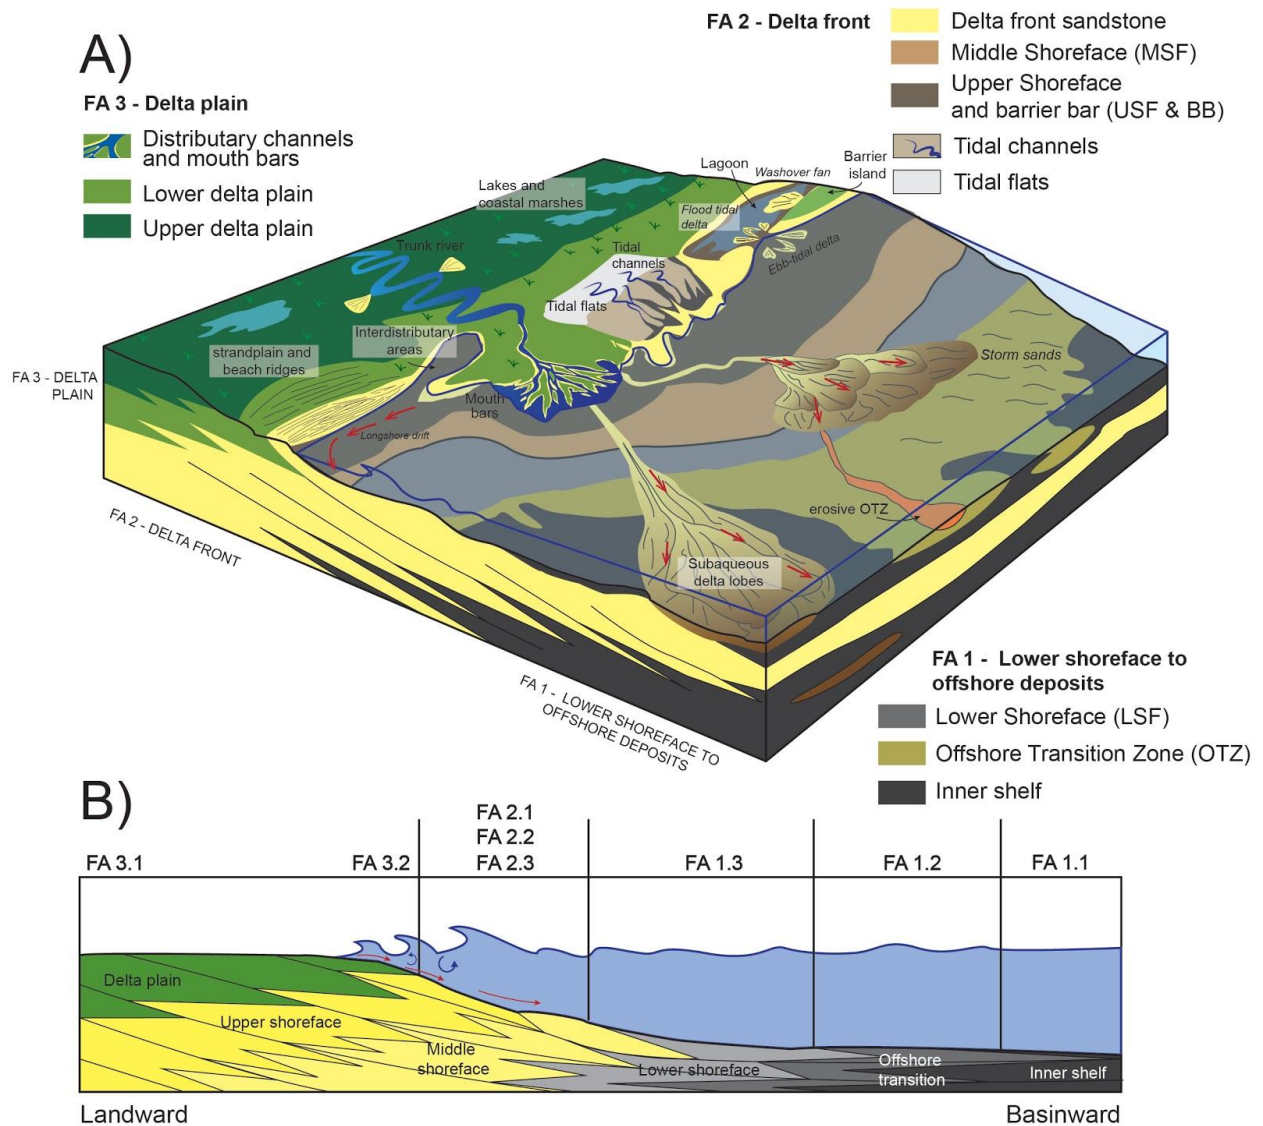 A)
FA 3 - Delta plain
Distributary channels
and mouth bars
Lower delta plain
Upper delta plain
FA 2 - Delta front
Delta front sandstone
Middle Shoreface (MSF)
Upper Shoreface
and barrier bar (USF & BB)
Tidal channels
Tidal flats
Lagoon
Washover fan
Barrier
island
Lakes and
coastal marshes
Flood tidal
delta
Ebb-tidal delta
Trunk river
Tidal
channels
Tidal flats
Interdistributary
areas
strandplain and
beach ridges
Storm sands
FA 3 - DELTA
PLAIN
Mouth
bars
Longshore drift
erosive OTZ
Subaqueous
delta lobes
FA 2 - DELTA FRONT
FA 1 - LOWER SHOREFACE TO
OFFSHORE DEPOSITS
FA 1 - Lower shoreface to
offshore deposits
Lower Shoreface (LSF)
Offshore Transition Zone (OTZ)
Inner shelf
B)
FA 2.1
FA 2.2
FA 3.1 FA 3.2 FA 2.3 FA 1.3 FA 1.2 FA 1.1
Delta plain
Upper shoreface
Middle
shoreface
Lower shoreface
Offshore
transition
Inner shelf
Landward Basinward